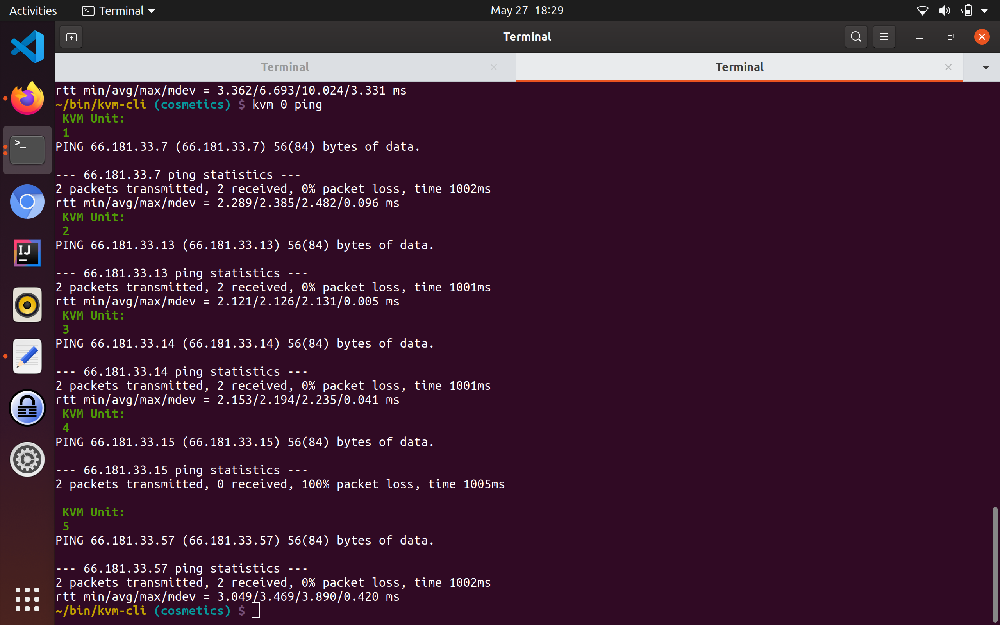 Activities
Terminal
May 27 18:29
Terminal
Terminal
Terminal
rtt min/avg/max/mdev = 3.362/6.693/10.024/3.331 ms
~/bin/kvm-cli (cosmetics) $ kvm 0 ping
KVM Unit:
1
PING 66.181.33.7 (66.181.33.7) 56(84) bytes of data.
--- 66.181.33.7 ping statistics ---
2 packets transmitted, 2 received, 0% packet loss, time 1002ms
rtt min/avg/max/mdev = 2.289/2.385/2.482/0.096 ms
KVM Unit:
2
PING 66.181.33.13 (66.181.33.13) 56(84) bytes of data.
--- 66.181.33.13 ping statistics ---
2 packets transmitted, 2 received, 0% packet loss, time 1001ms
rtt min/avg/max/mdev = 2.121/2.126/2.131/0.005 ms
KVM Unit:
3
PING 66.181.33.14 (66.181.33.14) 56(84) bytes of data.
--- 66.181.33.14 ping statistics ---
2 packets transmitted, 2 received, 0% packet loss, time 1001ms
rtt min/avg/max/mdev = 2.153/2.194/2.235/0.041 ms
KVM Unit:
4
PING 66.181.33.15 (66.181.33.15) 56(84) bytes of data.
--- 66.181.33.15 ping statistics ---
2 packets transmitted, 0 received, 100% packet loss, time 1005ms
KVM Unit:
5
PING 66.181.33.57 (66.181.33.57) 56(84) bytes of data.
--- 66.181.33.57 ping statistics ---
2 packets transmitted, 2 received, 0% packet loss, time 1002ms
rtt min/avg/max/mdev = 3.049/3.469/3.890/0.420 ms
~/bin/kvm-cli (cosmetics) $
>_
IJ